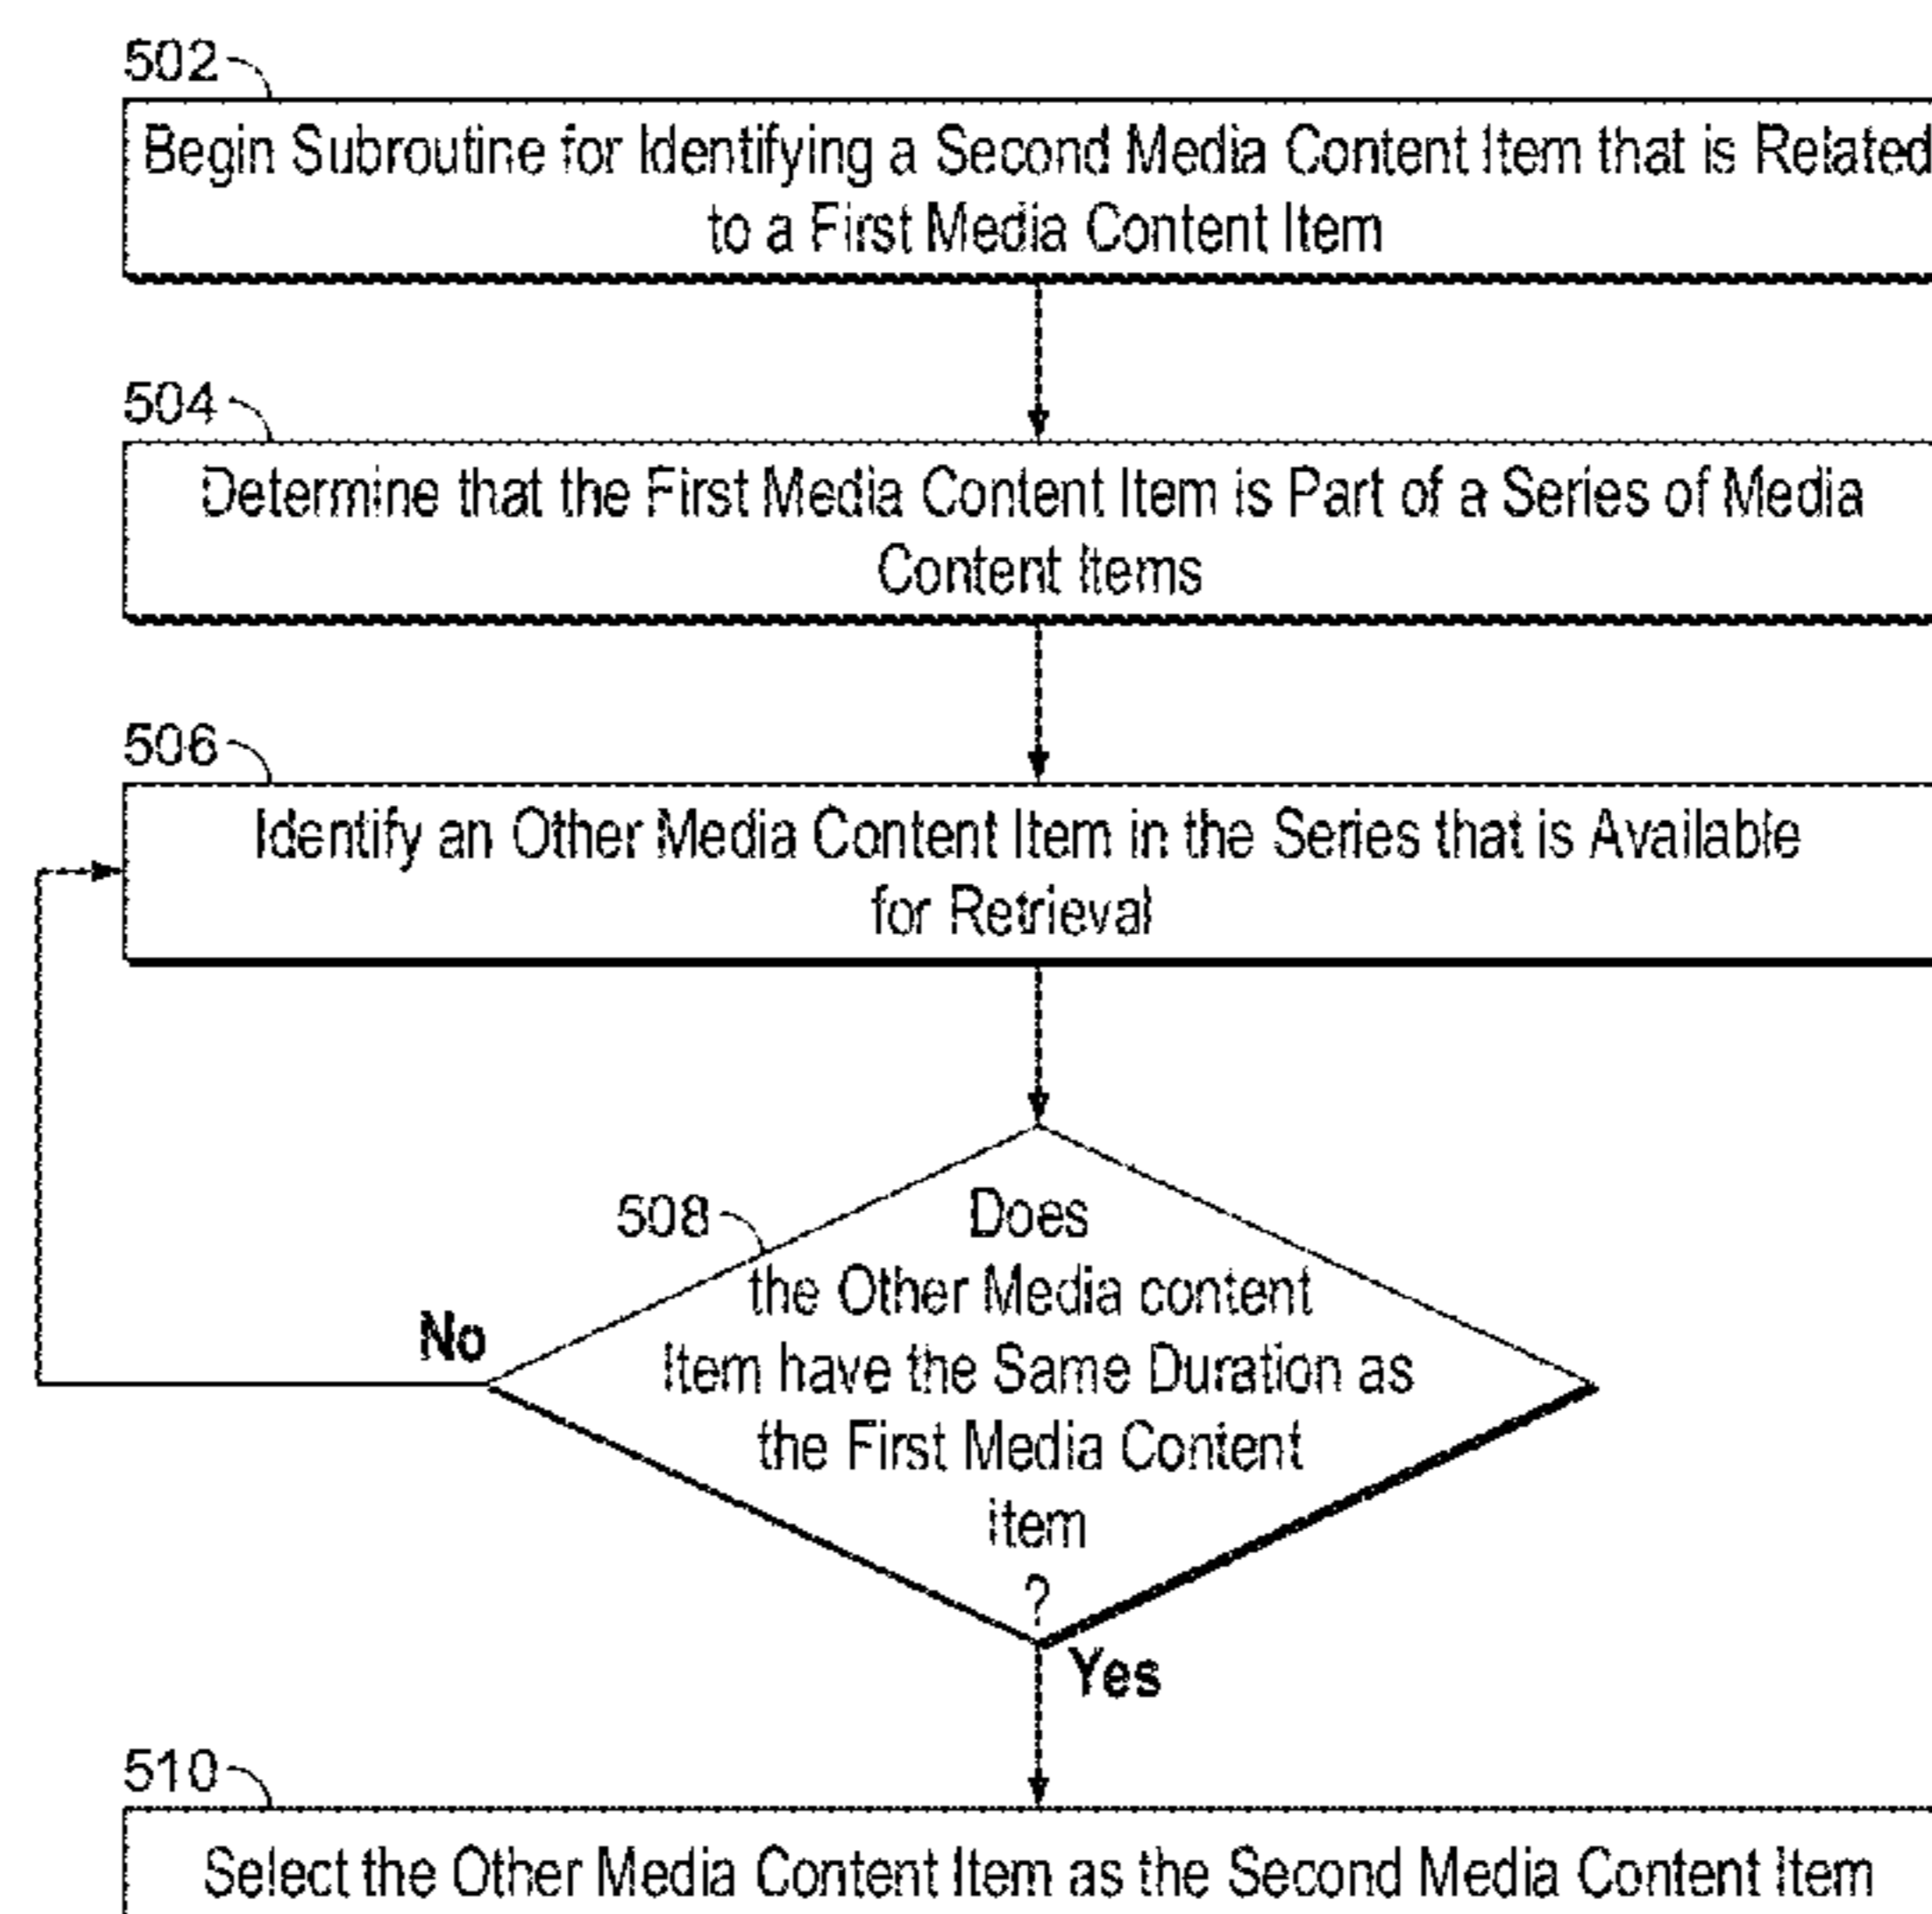 502
Begin Subroutine for Identifying a Second Media Content Item that is Related
to a First Media Content Item
504
Determine that the First Media Content Item is Part of a Series of Media
Content Items
506
Identify an Other Media Content Item in the Series that is Available
for Retrieval
508
Does
the Other Media content
Item have the Same Duration as
the First Media Content
item
?
No
Yes
510
Select the Other Media Content Item as the Second Media Content Item